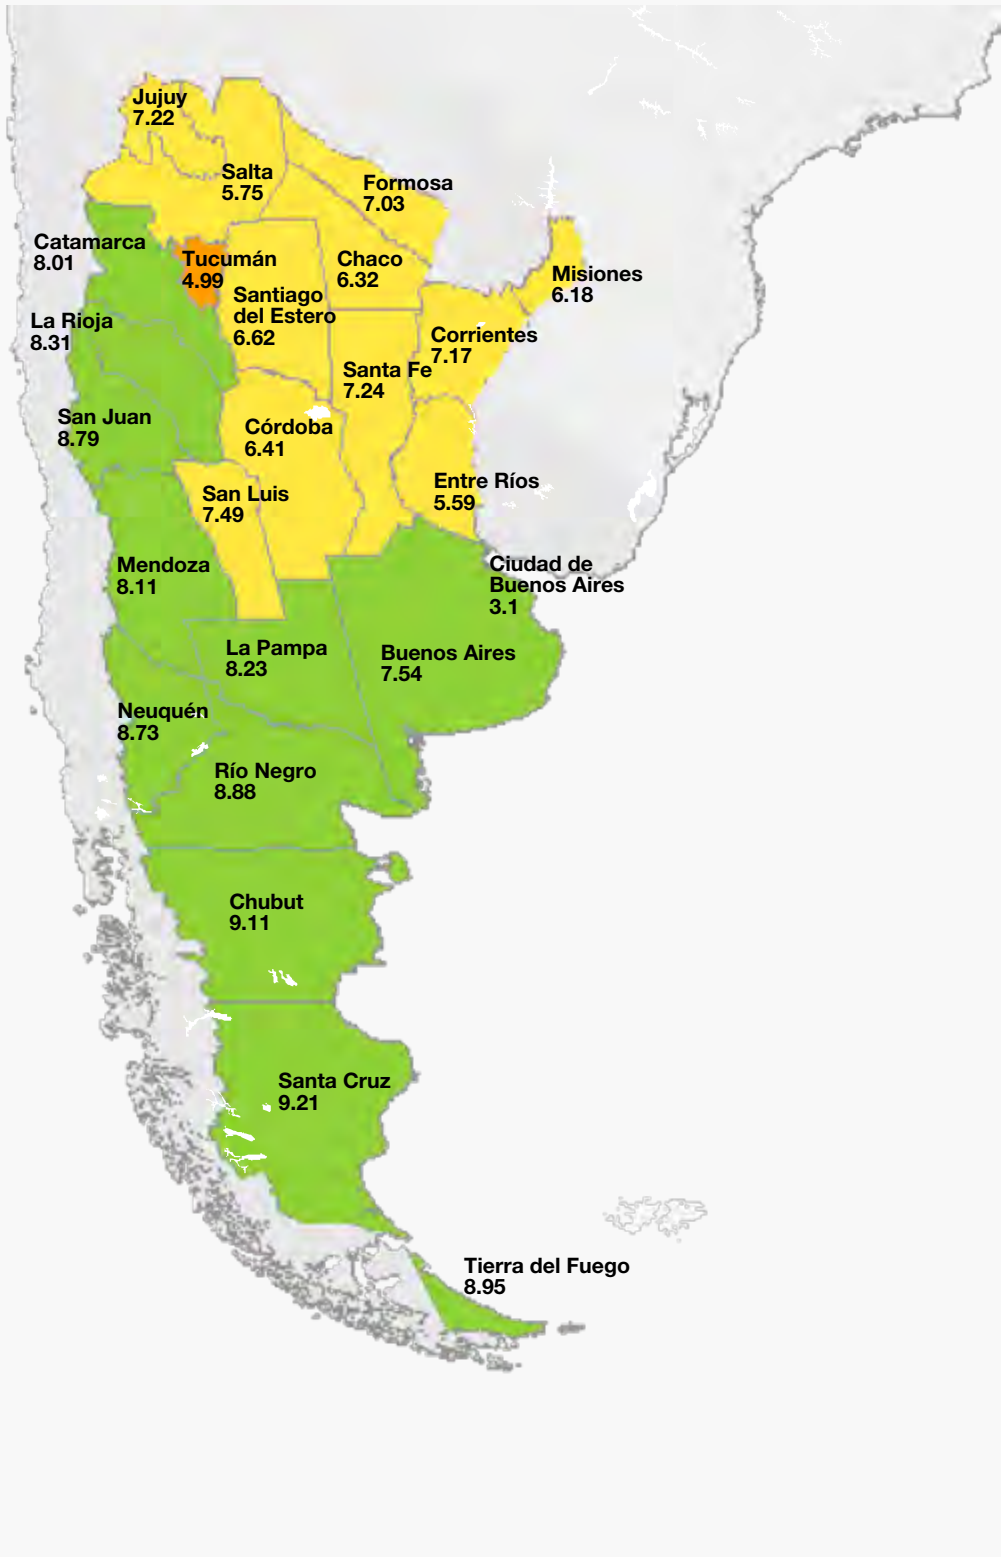 Jujuy
7.22
Salta
5.75
Formosa
7.03
Catamarca
8.01
Tucumán
4.99
Chaco
6.32
Misiones
6.18
Santiago
del Estero
6.62
La Rioja
8.31
Corrientes
7.17
Santa Fe
7.24
San Juan
8.79
Córdoba
6.41
San Luis
7.49
Entre Ríos
5.59
Mendoza
8.11
Ciudad de
Buenos Aires
3.1
La Pampa
8.23
Buenos Aires
7.54
Neuquén
8.73
Río Negro
8.88
Chubut
9.11
Santa Cruz
9.21
Tierra del Fuego
8.95